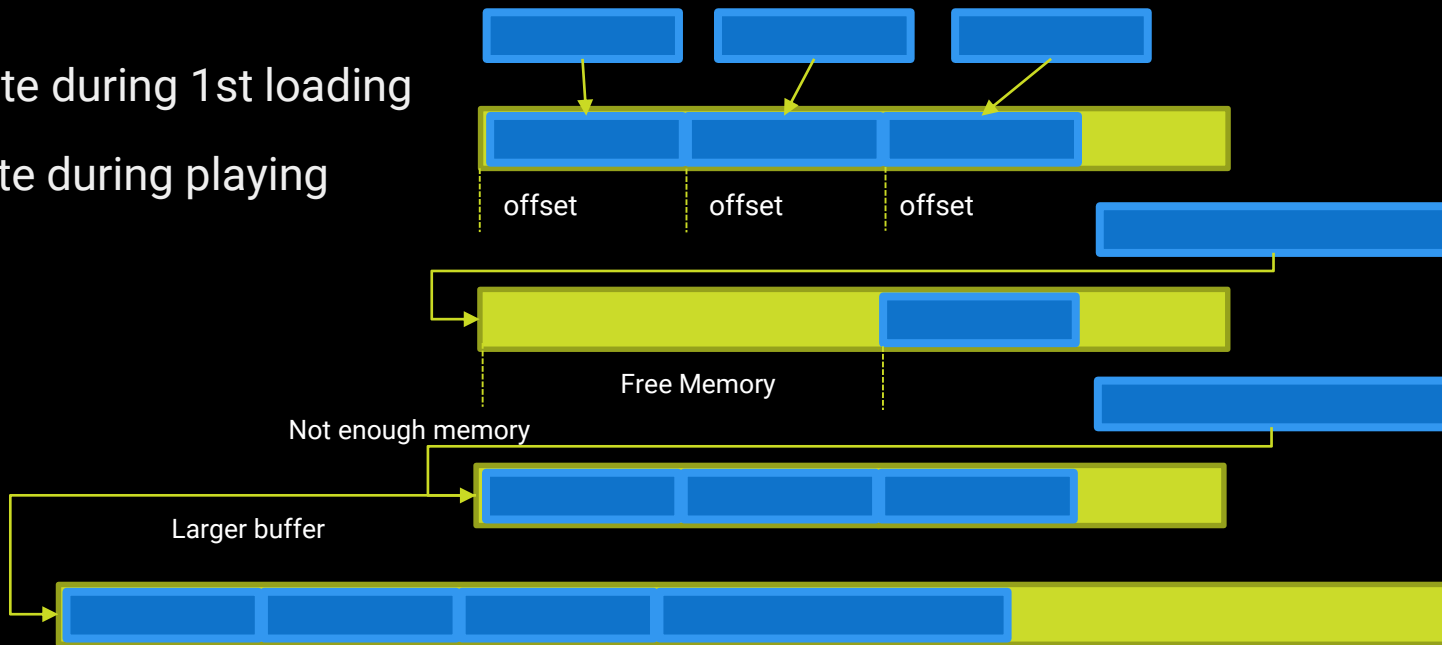 te during 1st loading
te during playing
offset offset offset
Free Memory
Not enough memory
Larger buffer